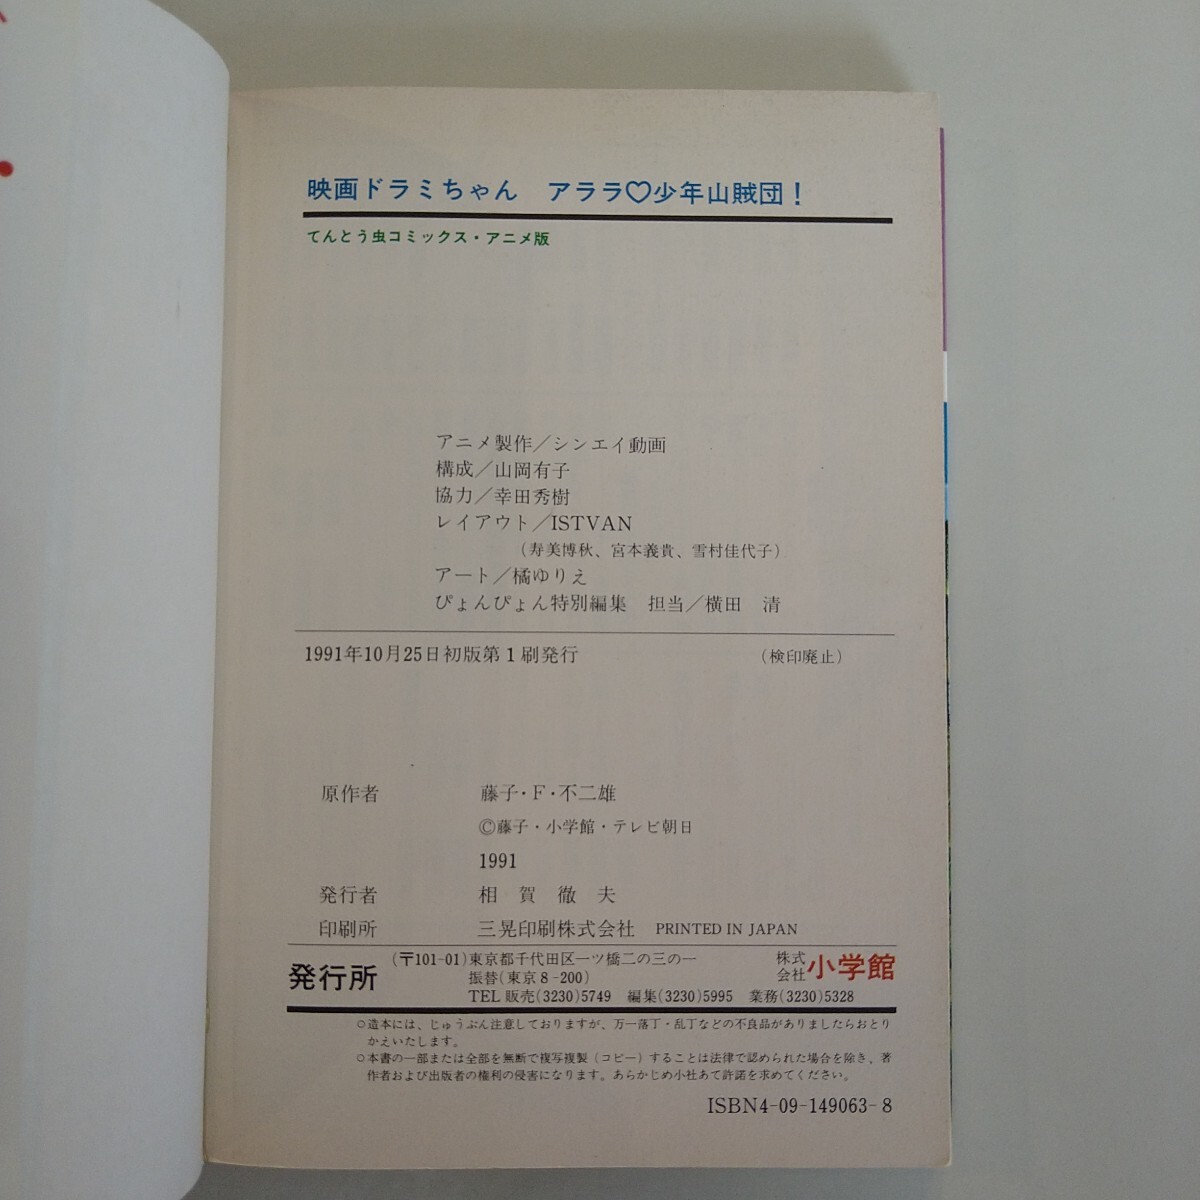 映画ドラミちゃん　アララ♡少年山賊団！
てんとう虫コミックス・アニメ版
アニメ製作／シンエイ動画
構成／山岡有子
協力／幸田秀樹
レイアウト／ISTVAN
（寿美博秋、宮本義貴、雪村佳代子）
アート／橘ゆりえ
ぴょんぴょん特別編集　担当／横田　清
1991年10月25日初版第1刷発行　（検印廃止）
原作者　藤子・F・不二雄
©藤子・小学館・テレビ朝日
1991
発行者　相賀徹夫
印刷所　三晃印刷株式会社　PRINTED IN JAPAN
発行所　(〒101-01)東京都千代田区一ツ橋二の三の一　株式会社 小学館
振替(東京8-200)
TEL 販売(3230)5749　編集(3230)5995　業務(3230)5328
○造本には、じゅうぶん注意しておりますが、万一落丁・乱丁などの不良品がありましたらおとり
かえいたします。
○本書の一部または全部を無断で複写複製（コピー）することは法律で認められた場合を除き、著
作者および出版者の権利の侵害になります。あらかじめ小社あて許諾を求めてください。
ISBN4-09-149063-8